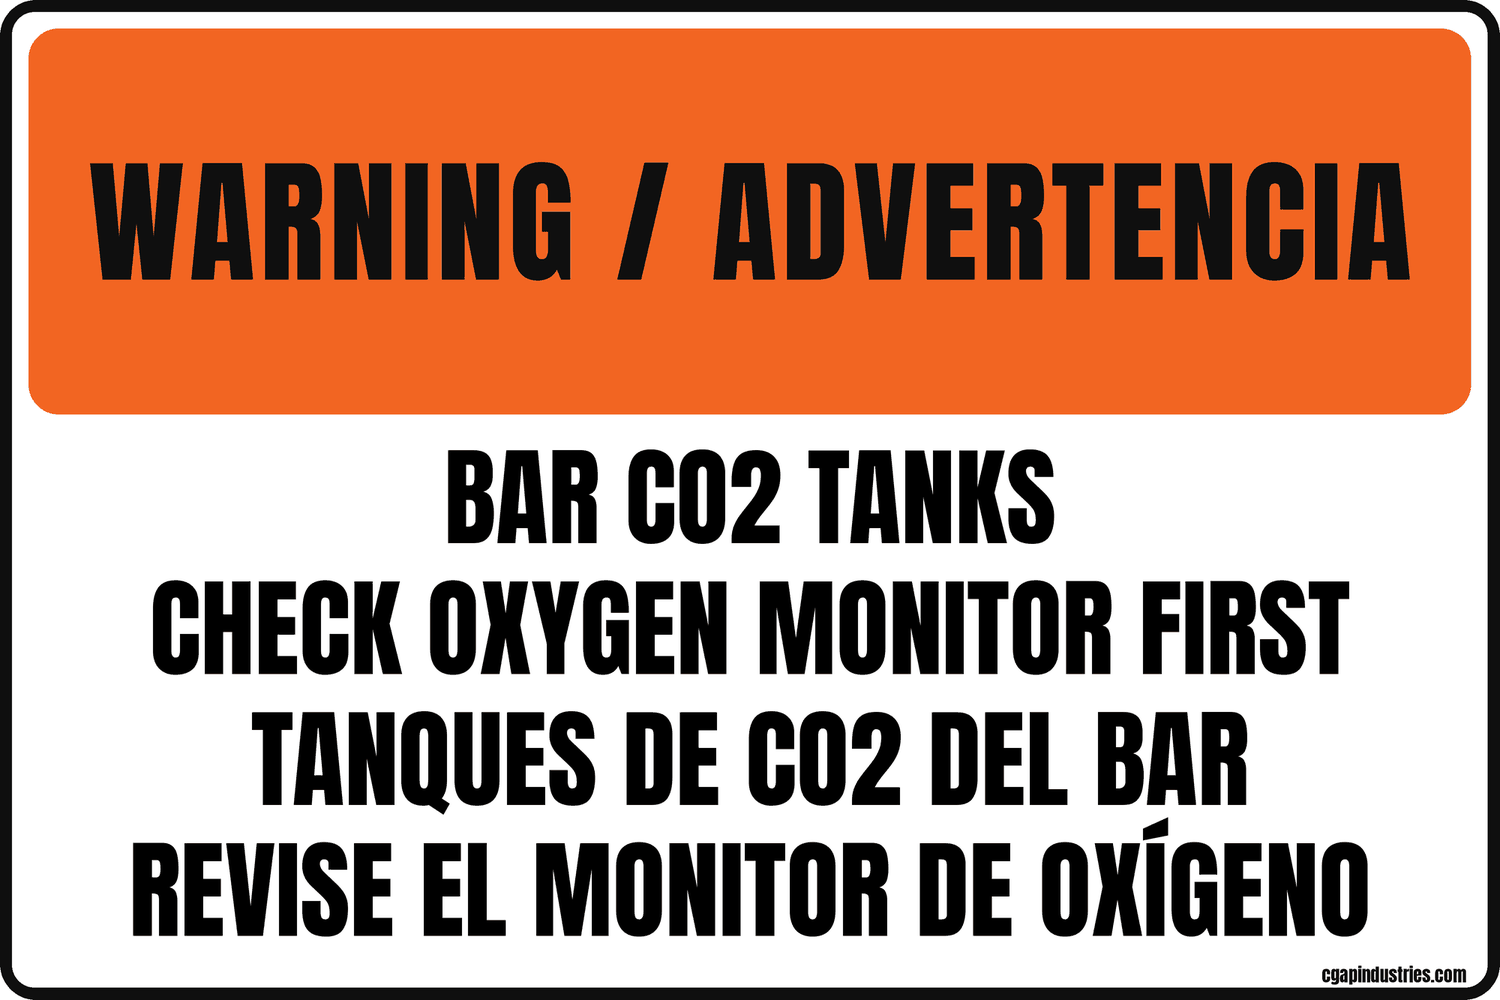 WARNING / ADVERTENCIA
BAR CO2 TANKS
CHECK OXYGEN MONITOR FIRST
TANQUES DE CO2 DEL BAR
REVISE EL MONITOR DE OXÍGENO
cgapindustries.com